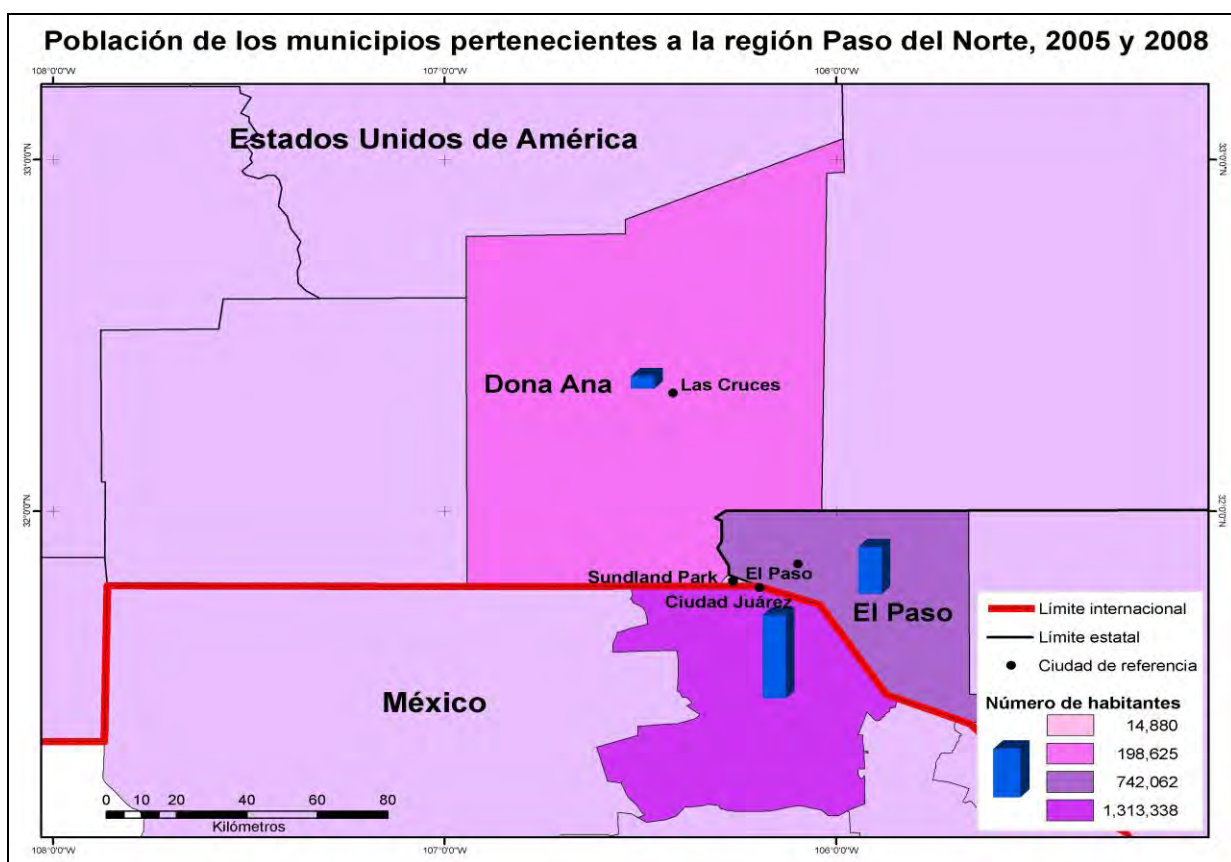 Población de los municipios pertenecientes a la región Paso del Norte, 2005 y 2008
108°0'0"W
107°0'0"W
106°0'0"W
Estados Unidos de América
33°0'0"N
33°0'0"N
Dona Ana
Las Cruces
32°0'0"N
32°0'0"N
Sundland Park
El Paso
Ciudad Juárez
El Paso
México
Límite internacional
Límite estatal
Ciudad de referencia
Número de habitantes
14,880
198,625
742,062
1,313,338
0 10 20 40 60 80
Kilómetros
108°0'0"W
107°0'0"W
106°0'0"W